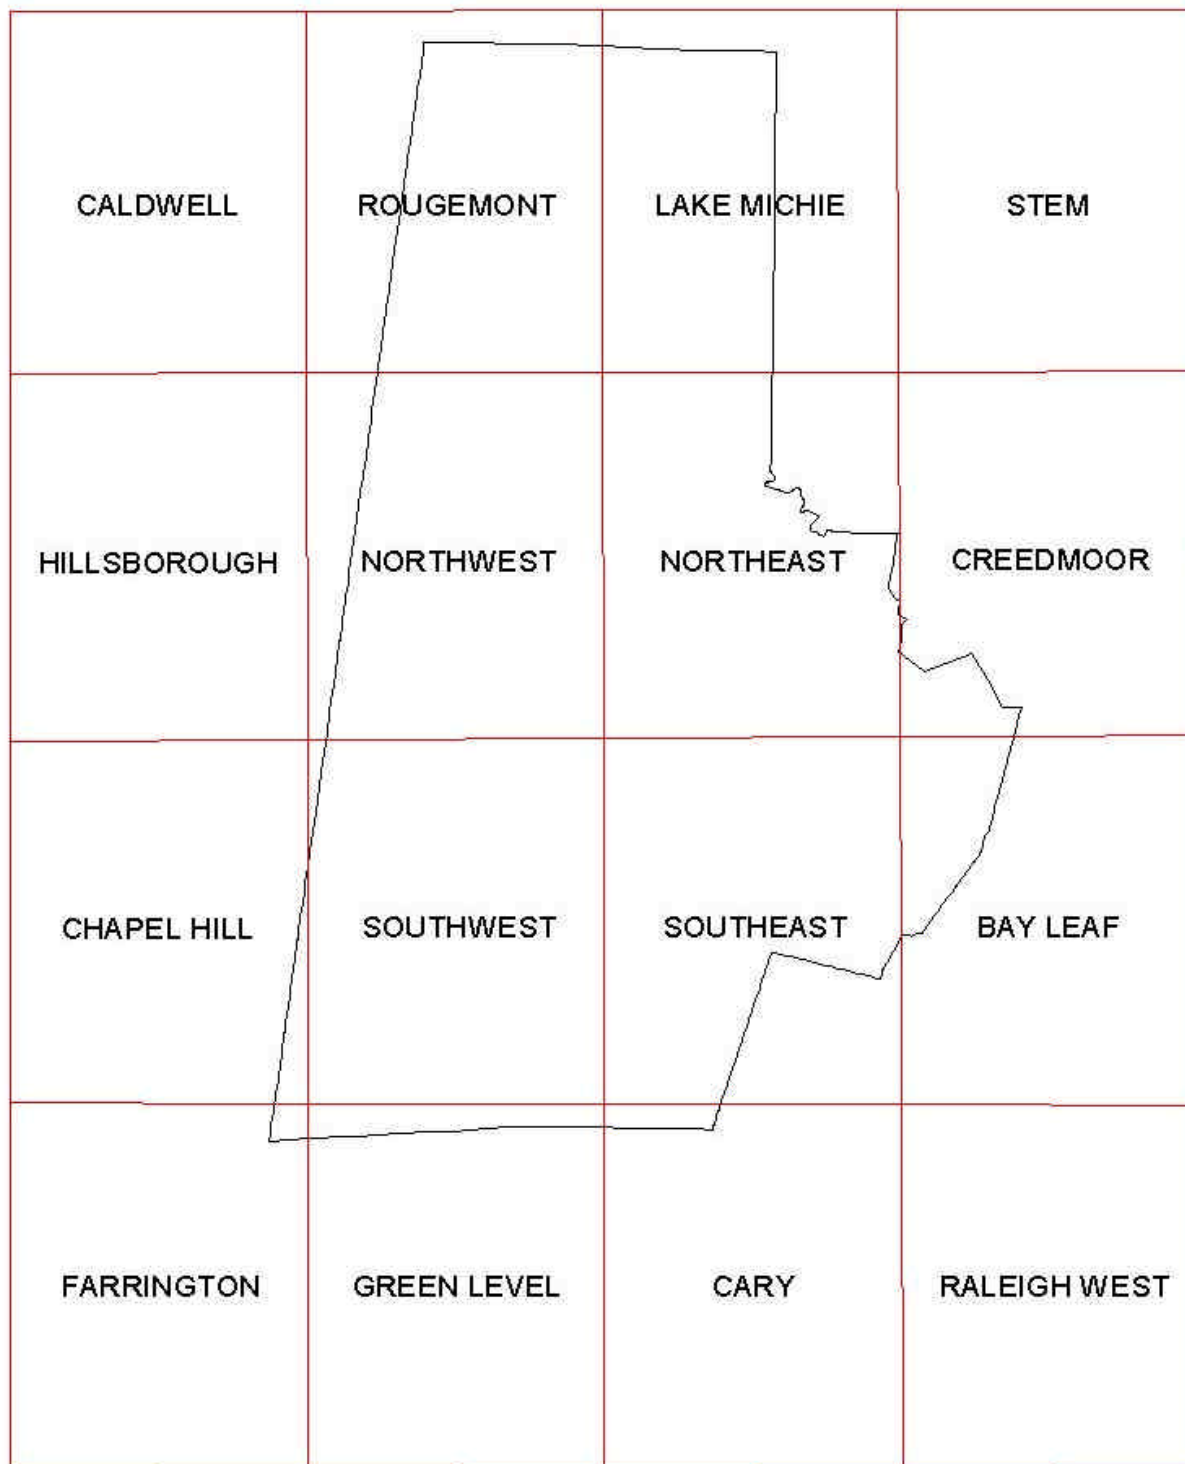 CALDWELL
ROUGEMONT
LAKE MICHIE
STEM
HILLSBOROUGH
NORTHWEST
NORTHEAST
CREEDMOOR
CHAPEL HILL
SOUTHWEST
SOUTHEAST
BAY LEAF
FARRINGTON
GREEN LEVEL
CARY
RALEIGH WEST